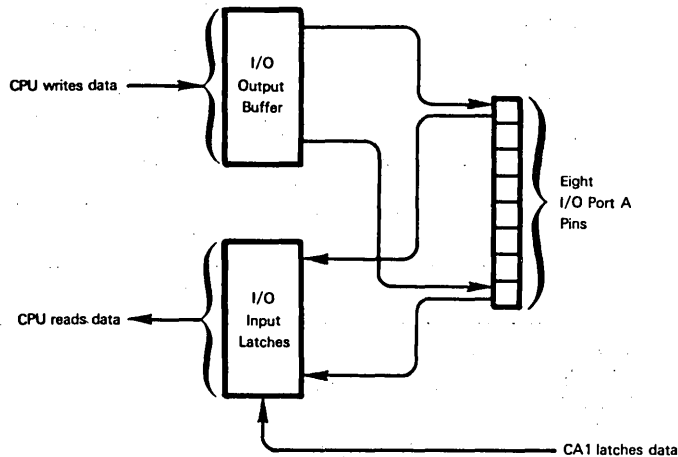 I/O
Output
Buffer
CPU writes data
Eight
I/O Port A
Pins
I/O
Input
Latches
CPU reads data
CA1 latches data